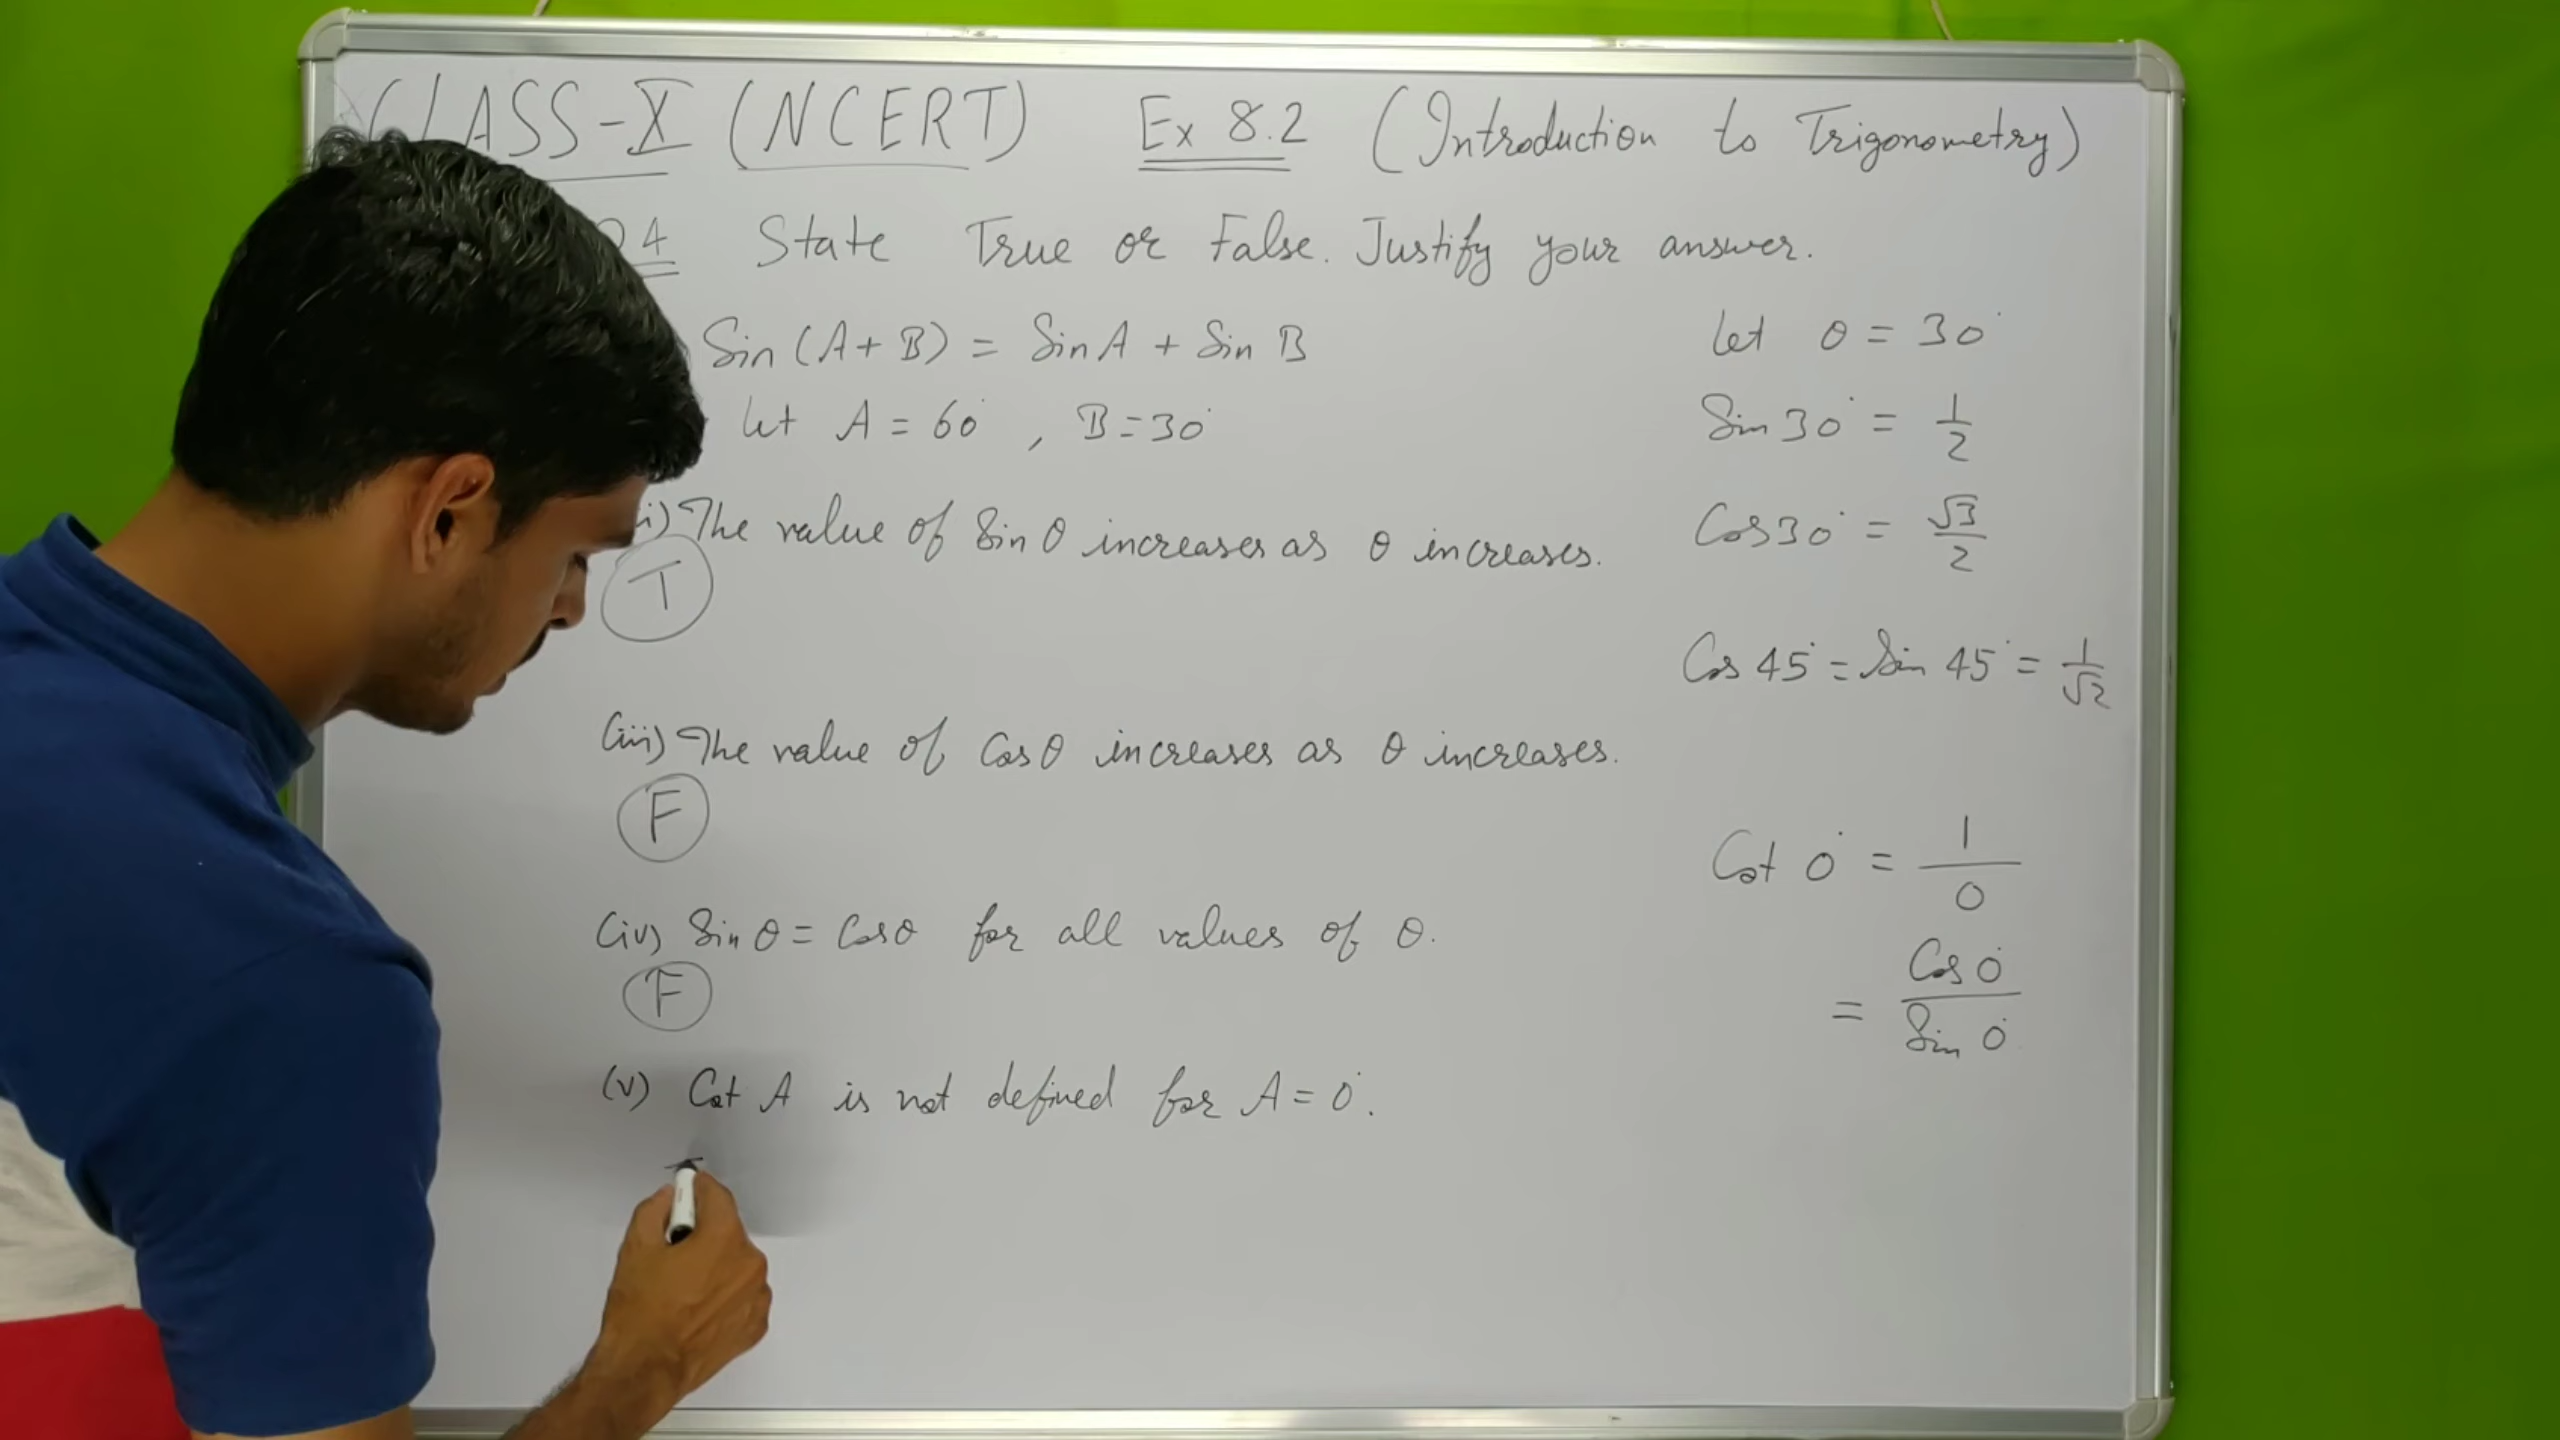 CLASS-X (NCERT) Ex 8.2 (Introduction to Trigonometry)
Q4 State True or False. Justify your answer.
Sin (A + B) = Sin A + Sin B
let A = 60° , B = 30°
ii) The value of Sin θ increases as θ increases.
T
(iii) The value of Cos θ increases as θ increases.
F
(iv) Sin θ = Cos θ for all values of θ.
F
(v) Cot A is not defined for A = 0°.
let θ = 30°
Sin 30° = 1/2
Cos 30° = √3/2
Cos 45° = Sin 45° = 1/√2
Cot 0° = 1/0
= Cos 0°/Sin 0°